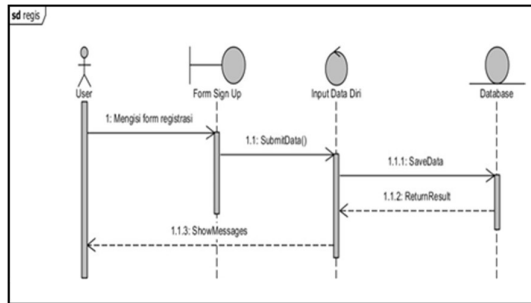 sd regis
User
Form Sign Up
Input Data Diri
Database
1: Mengisi form registrasi
1.1: SubmitData()
1.1.1: SaveData
1.1.2: ReturnResult
1.1.3: ShowMessages